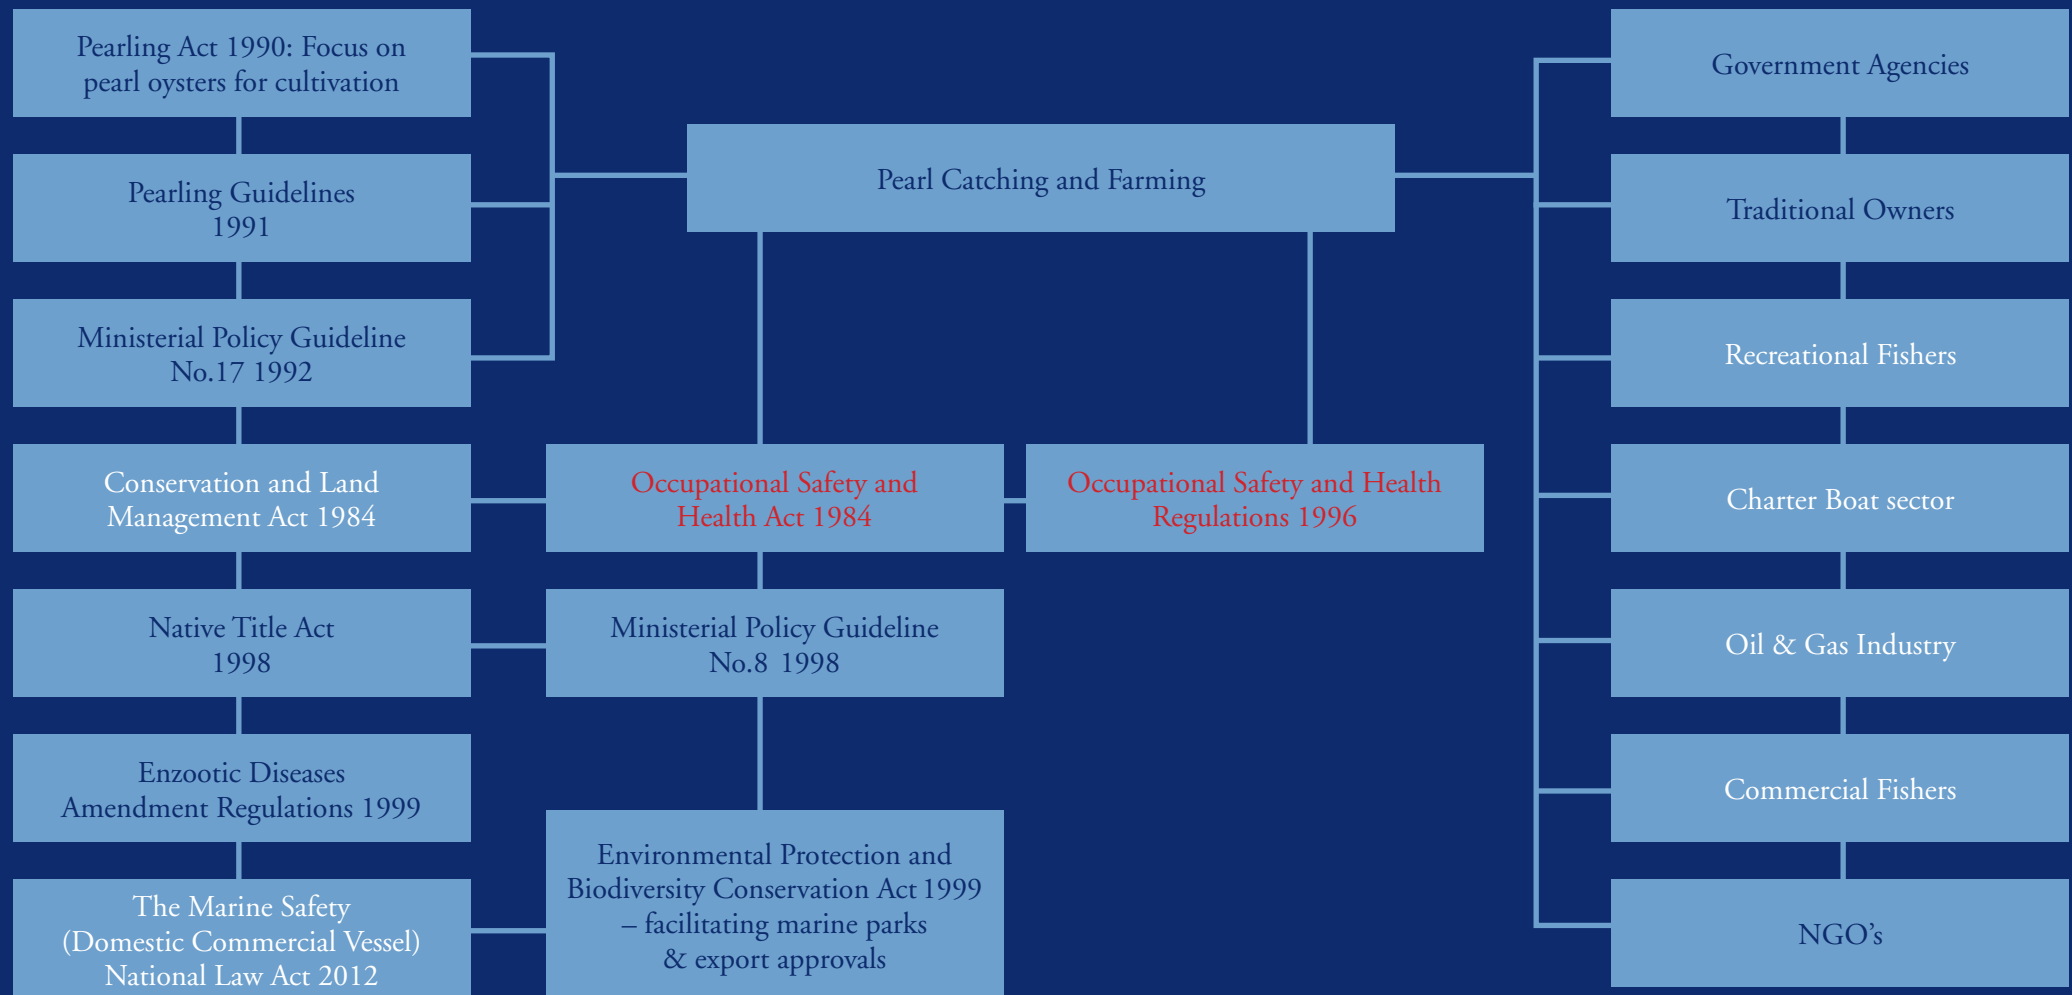 Pearling Act 1990: Focus on
pearl oysters for cultivation
Pearling Guidelines
1991
Ministerial Policy Guideline
No.17 1992
Conservation and Land
Management Act 1984
Native Title Act
1998
Enzootic Diseases
Amendment Regulations 1999
The Marine Safety
(Domestic Commercial Vessel)
National Law Act 2012
Pearl Catching and Farming
Occupational Safety and
Health Act 1984
Occupational Safety and Health
Regulations 1996
Ministerial Policy Guideline
No.8 1998
Environmental Protection and
Biodiversity Conservation Act 1999
– facilitating marine parks
& export approvals
Government Agencies
Traditional Owners
Recreational Fishers
Charter Boat sector
Oil & Gas Industry
Commercial Fishers
NGO’s